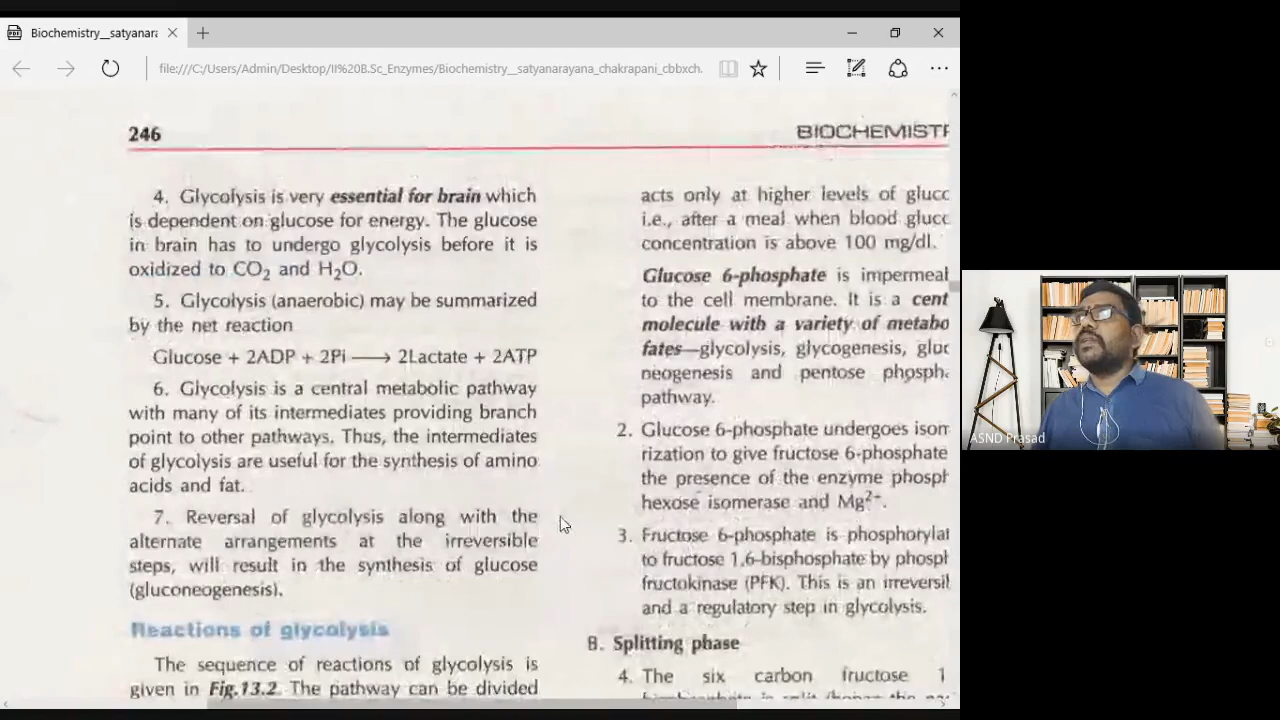 Biochemistry__satyanara
file:///C:/Users/Admin/Desktop/II%20B.Sc_Enzymes/Biochemistry__satyanarayana_chakrapani_cbbxch.
246
BIOCHEMISTR
4. Glycolysis is very essential for brain which
is dependent on glucose for energy. The glucose
in brain has to undergo glycolysis before it is
oxidized to CO2 and H2O.
5. Glycolysis (anaerobic) may be summarized
by the net reaction
Glucose + 2ADP + 2Pi ⟶ 2Lactate + 2ATP
6. Glycolysis is a central metabolic pathway
with many of its intermediates providing branch
point to other pathways. Thus, the intermediates
of glycolysis are useful for the synthesis of amino
acids and fat.
7. Reversal of glycolysis along with the
alternate arrangements at the irreversible
steps, will result in the synthesis of glucose
(gluconeogenesis).
Reactions of glycolysis
The sequence of reactions of glycolysis is
given in Fig.13.2. The pathway can be divided
acts only at higher levels of gluco
i.e., after a meal when blood gluco
concentration is above 100 mg/dl.
Glucose 6-phosphate is impermeab
to the cell membrane. It is a cent
molecule with a variety of metabo
fates—glycolysis, glycogenesis, gluc
neogenesis and pentose phospha
pathway.
2. Glucose 6-phosphate undergoes isom
rization to give fructose 6-phosphate
the presence of the enzyme phosph
hexose isomerase and Mg2+.
3. Fructose 6-phosphate is phosphorylat
to fructose 1,6-bisphosphate by phosph
fructokinase (PFK). This is an irreversib
and a regulatory step in glycolysis.
B. Splitting phase
4. The six carbon fructose 1
ASND Prasad